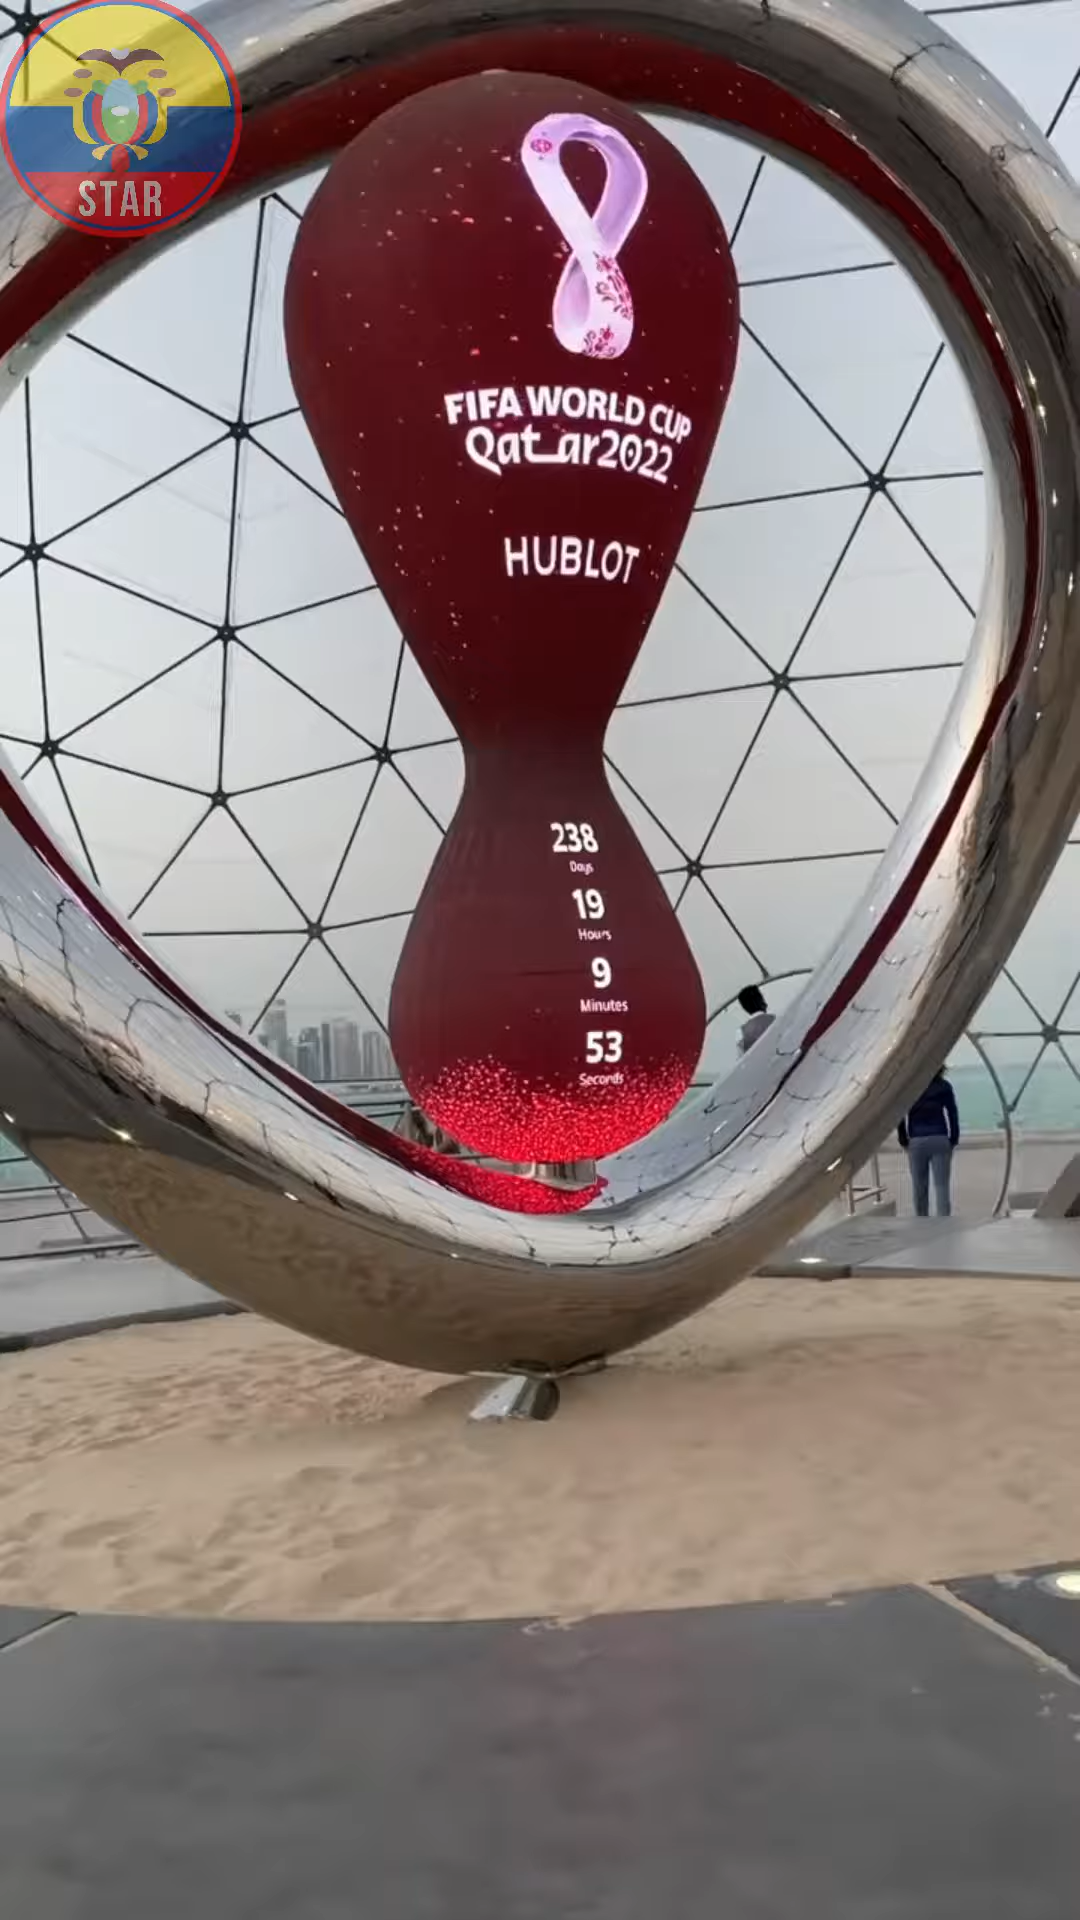 STAR
FIFA WORLD CUP
Qatar2022
HUBLOT
238
Days
19
Hours
9
Minutes
53
Seconds